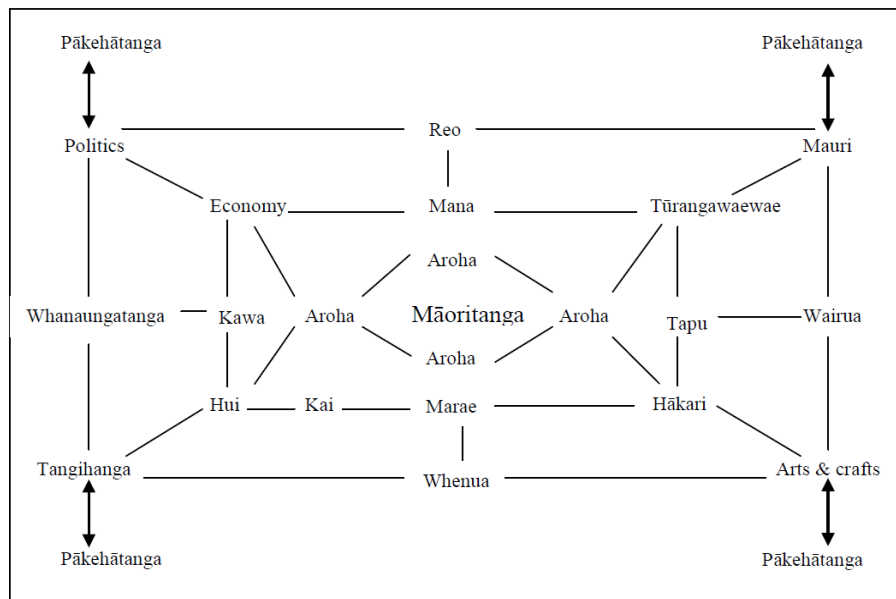 Pākehātanga
Pākehātanga
Reo
Politics
Mauri
Economy
Mana
Tūrangawaewae
Aroha
Whanaungatanga
Kawa
Aroha
Māoritanga
Aroha
Tapu
Wairua
Aroha
Hui
Kai
Marae
Hākari
Tangihanga
Whenua
Arts & crafts
Pākehātanga
Pākehātanga